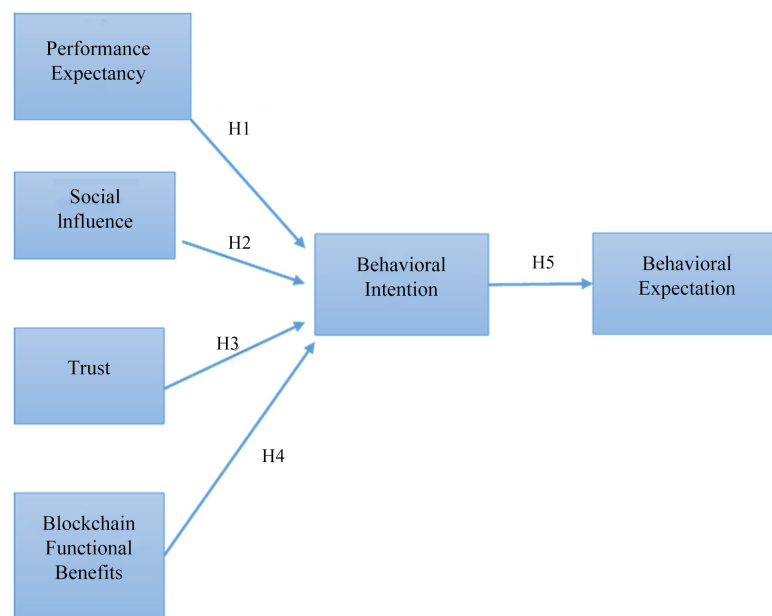 Performance
Expectancy
H1
Social
Influence
H2
Behavioral
Intention
H5
Behavioral
Expectation
H3
Trust
H4
Blockchain
Functional
Benefits